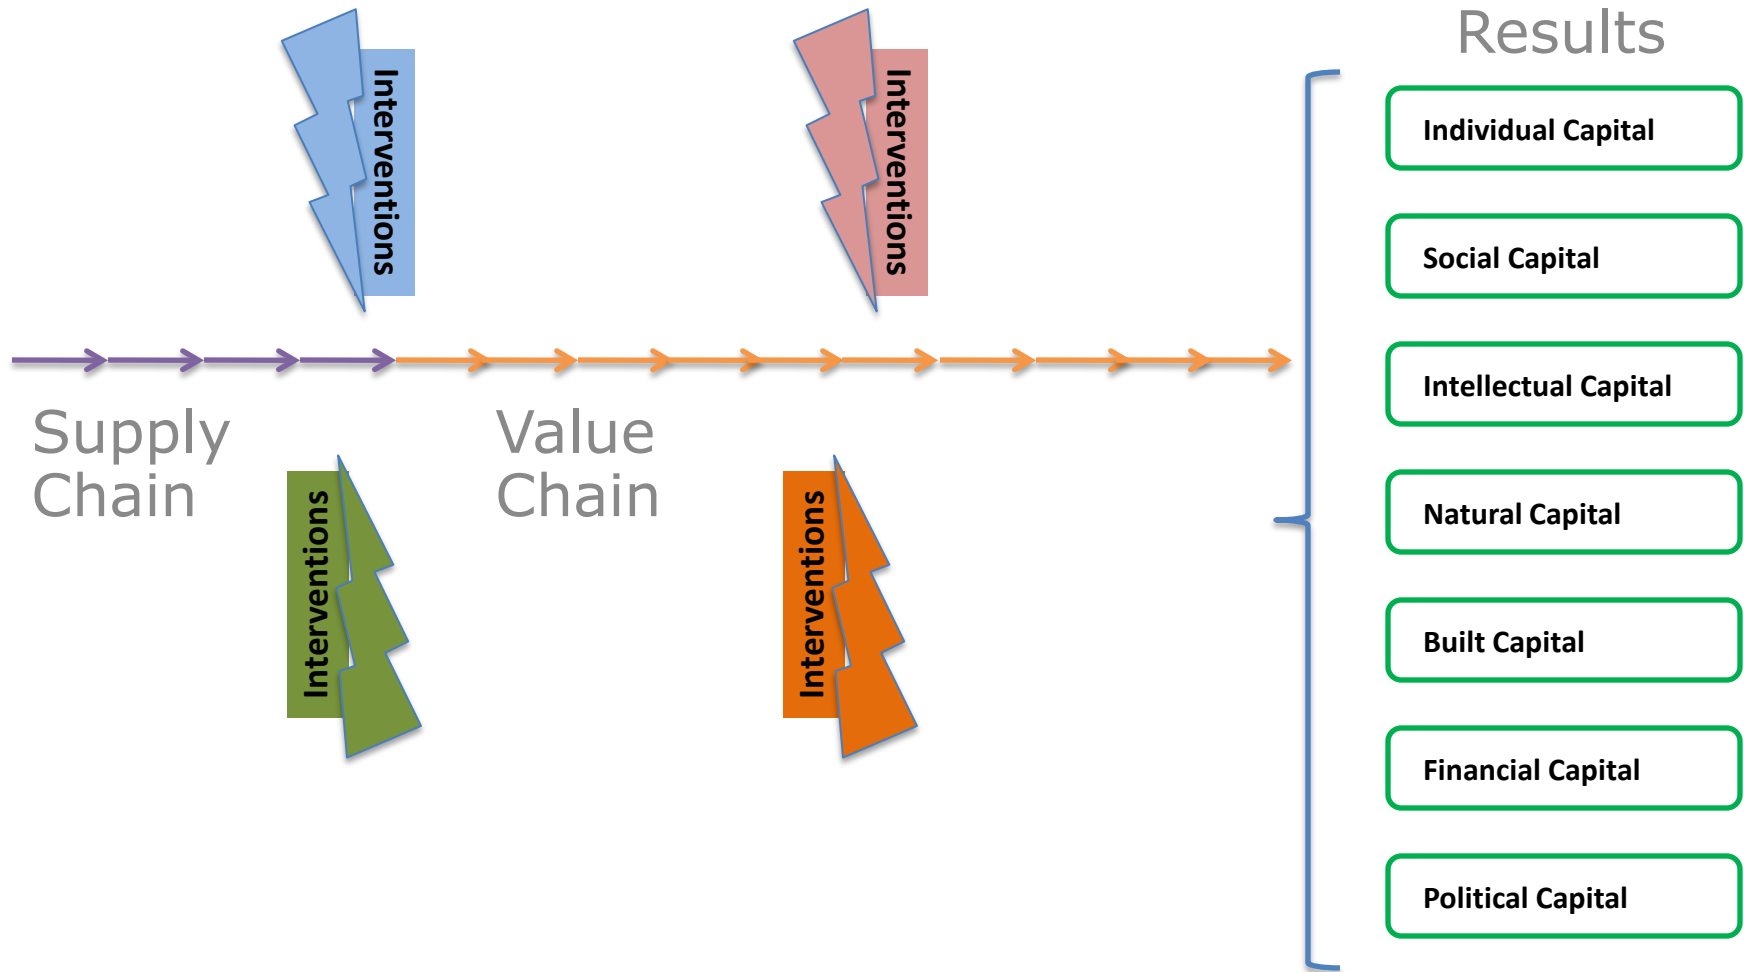 Results
Interventions
Interventions
Individual Capital
Social Capital
Intellectual Capital
Supply
Chain
Value
Chain
Interventions
Interventions
Natural Capital
Built Capital
Financial Capital
Political Capital